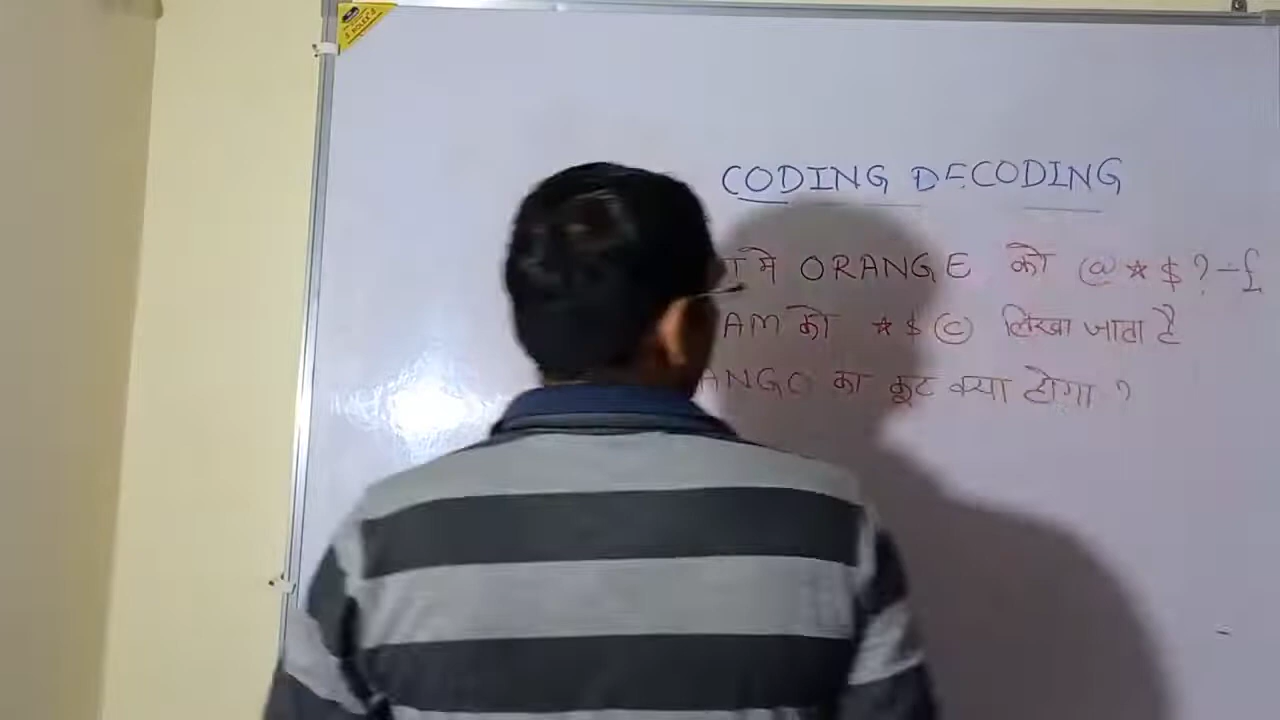 CODING DECODING
मे ORANGE को @ ★ $ ? - £
AM को ★ $ © लिखा जाता है
ANGO का कूट क्या होगा ?